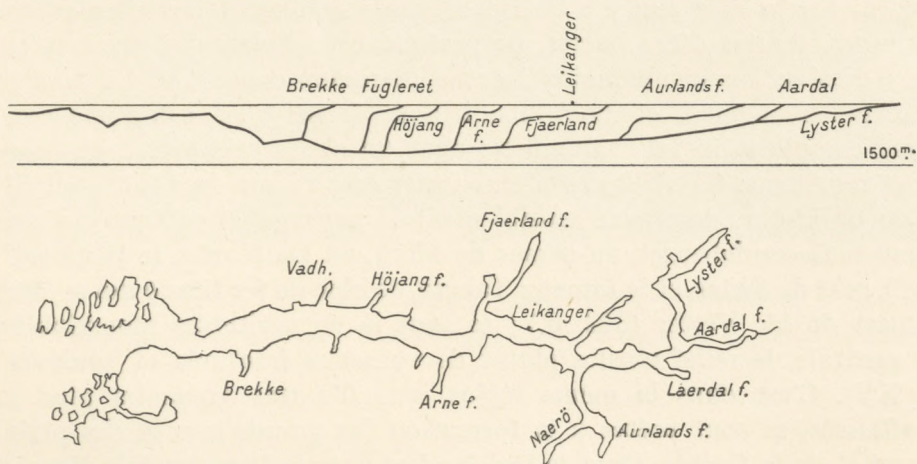 Leikanger
Brekke Fugleret Aurlands f. Aardal
Höjang Arne f. Fjaerland Lyster f.
1500 m.
Fjaerland f.
Vadh. Höjang f. Lyster f.
Leikanger
Aardal f.
Brekke Arne f. Laerdal f.
Naerö Aurlands f.